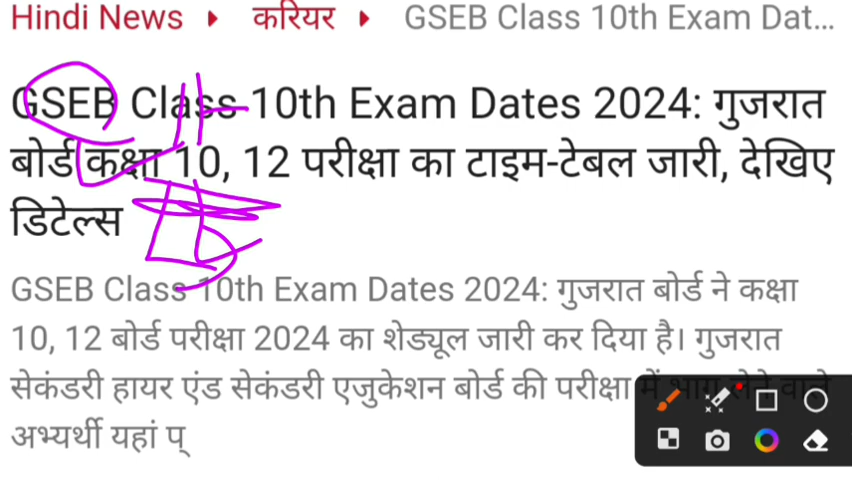 Hindi News ▸ करियर ▸ GSEB Class 10th Exam Dat...
GSEB Class 10th Exam Dates 2024: गुजरात
बोर्ड कक्षा 10, 12 परीक्षा का टाइम-टेबल जारी, देखिए
डिटेल्स
GSEB Class 10th Exam Dates 2024: गुजरात बोर्ड ने कक्षा
10, 12 बोर्ड परीक्षा 2024 का शेड्यूल जारी कर दिया है। गुजरात
सेकंडरी हायर एंड सेकंडरी एजुकेशन बोर्ड की परीक्षा में भाग लेने वाले
अभ्यर्थी यहां प्